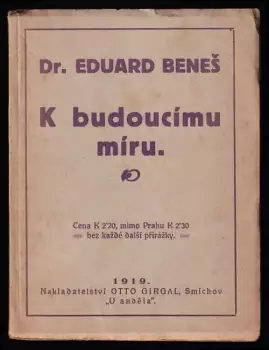 Dr. EDUARD BENEŠ
K budoucímu
míru.
Cena K 2'20, mimo Prahu K 2'30
bez každé další přirážky.
1919.
Nakladatelství OTTO GIRGAL, Smíchov
„U anděla".